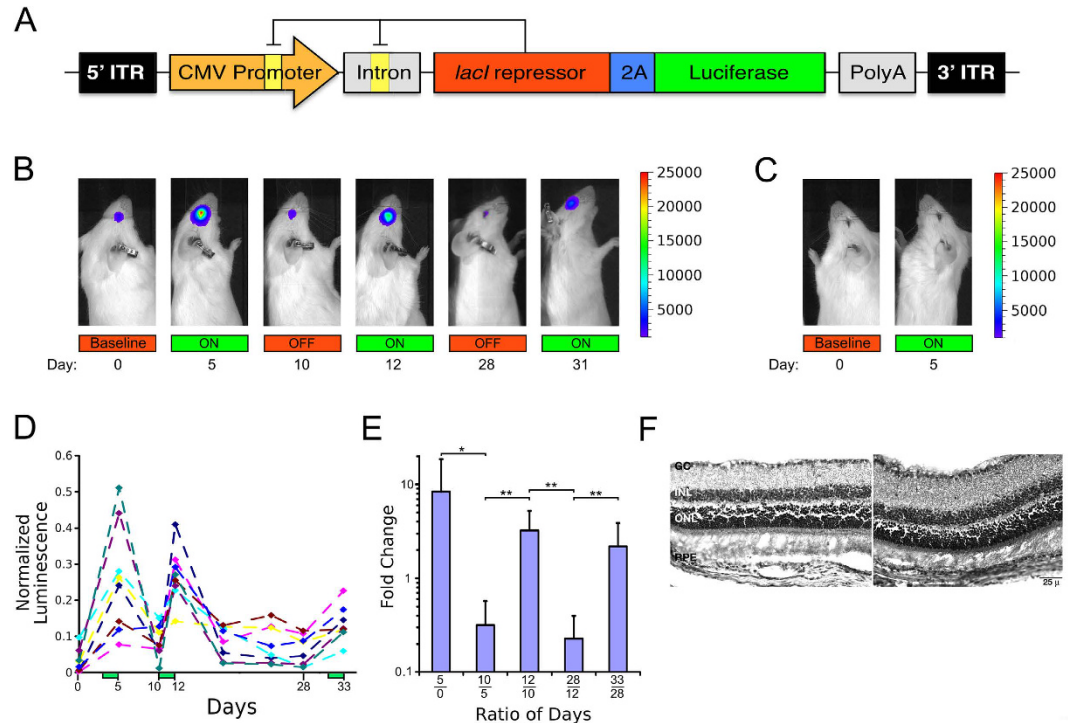 A
5' ITR CMV Promoter Intron lacI repressor 2A Luciferase PolyA 3' ITR
B
25000
20000
15000
10000
5000
Baseline ON OFF ON OFF ON
Day: 0 5 10 12 28 31
C
25000
20000
15000
10000
5000
Baseline ON
Day: 0 5
D
Normalized
Luminescence
0.6
0.5
0.4
0.3
0.2
0.1
0
0 5 10 12 28 33
Days
E
Fold Change
10
1
0.1
* ** ** **
5 10 12 28 33
0 5 10 12 28
Ratio of Days
F
GC
INL
ONL
RPE
25 µ